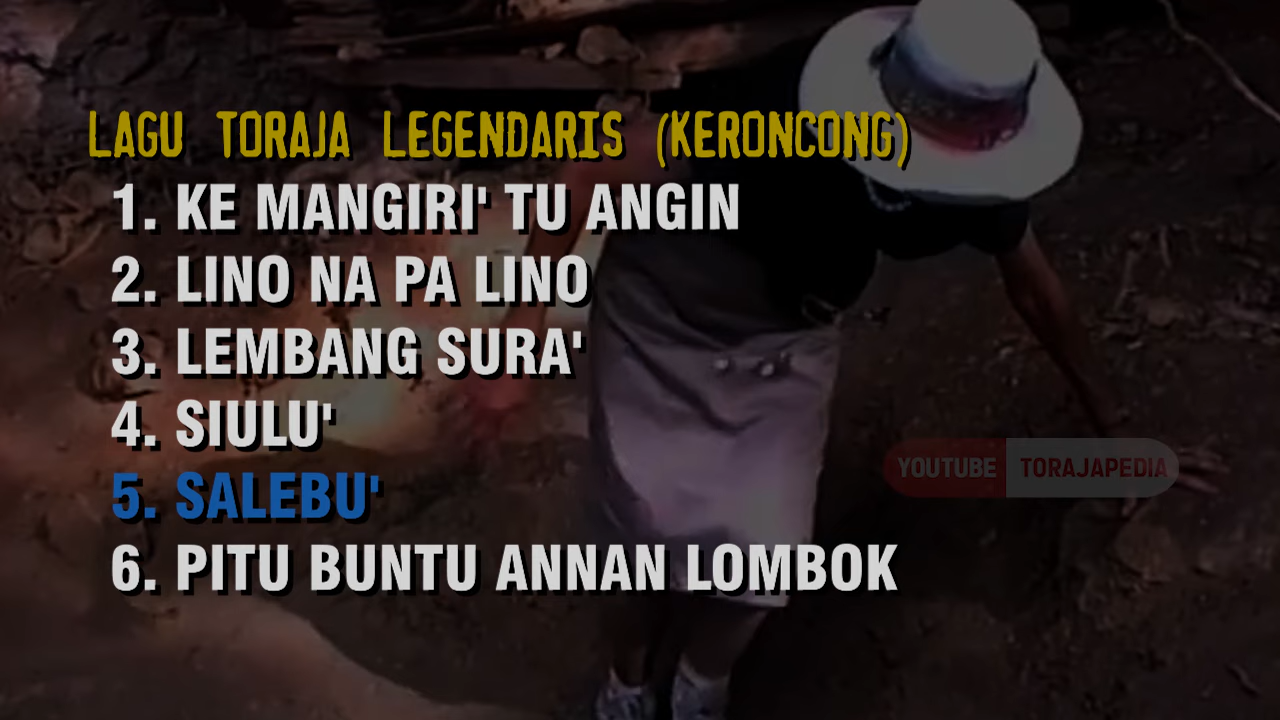 LAGU TORAJA LEGENDARIS (KERONCONG)
1. KE MANGIRI' TU ANGIN
2. LINO NA PA LINO
3. LEMBANG SURA'
4. SIULU'
5. SALEBU'
6. PITU BUNTU ANNAN LOMBOK
YOUTUBE TORAJAPEDIA